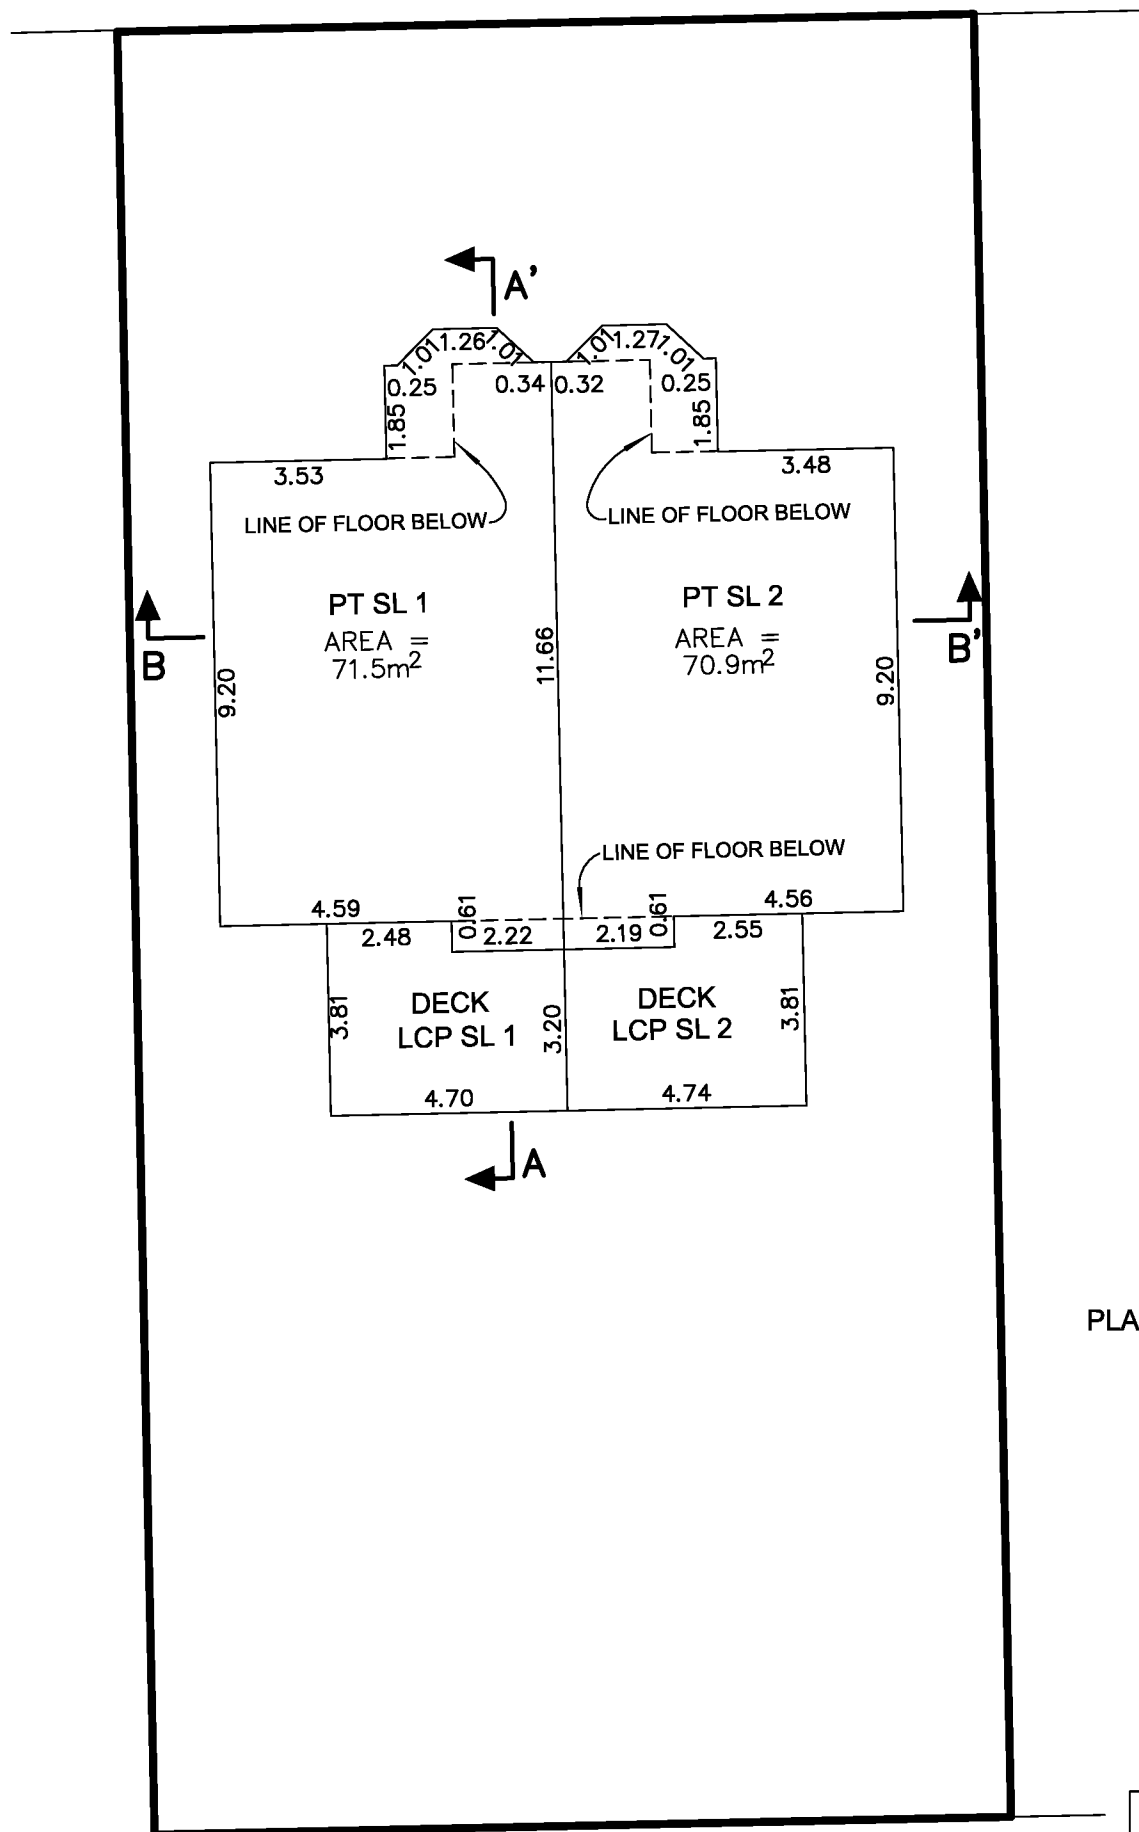 A'
1.01 1.26 1.01
1.01 1.27 1.01
0.25 0.34 0.32 0.25
1.85
1.85
3.53
3.48
LINE OF FLOOR BELOW
LINE OF FLOOR BELOW
PT SL 1
AREA =
71.5m²
PT SL 2
AREA =
70.9m²
B
B'
9.20
11.66
9.20
LINE OF FLOOR BELOW
4.59
0.61
0.61
4.56
2.48
2.22
2.19
2.55
DECK
LCP SL 1
DECK
LCP SL 2
3.81
3.20
3.81
4.70
4.74
A
PLA